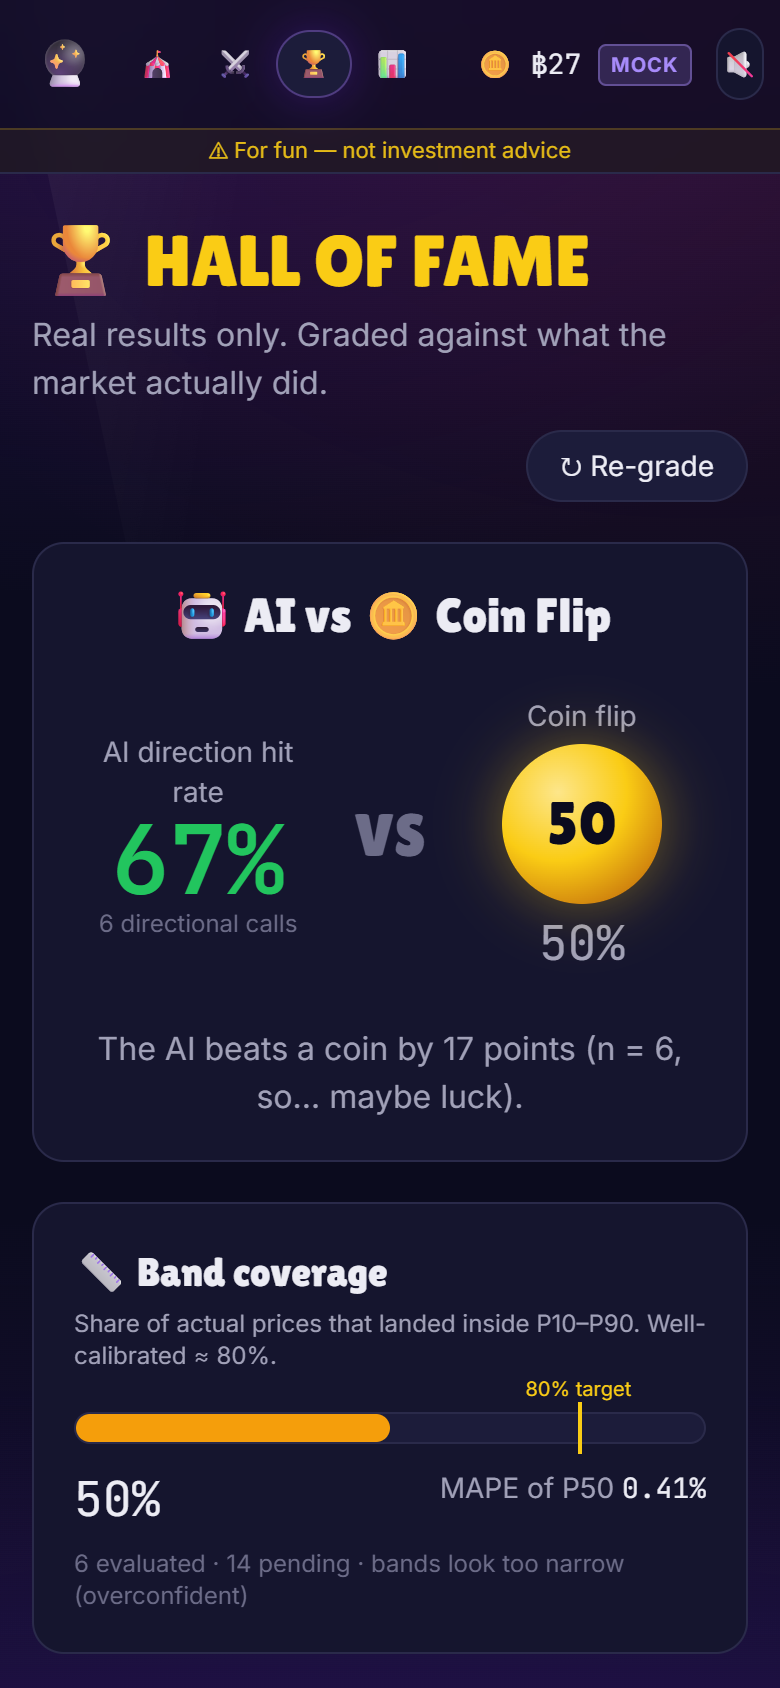 ฿27
MOCK
⚠ For fun — not investment advice
HALL OF FAME
Real results only. Graded against what the
market actually did.
↻ Re-grade
AI vs Coin Flip
Coin flip
AI direction hit
rate
67%
6 directional calls
VS
50
50%
The AI beats a coin by 17 points (n = 6,
so... maybe luck).
Band coverage
Share of actual prices that landed inside P10–P90. Well-
calibrated ≈ 80%.
80% target
50%
MAPE of P50 0.41%
6 evaluated · 14 pending · bands look too narrow
(overconfident)